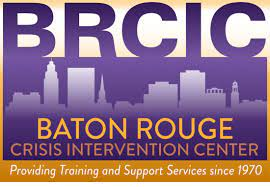 BRCIC
BATON ROUGE
CRISIS INTERVENTION CENTER
Providing Training and Support Services since 1970